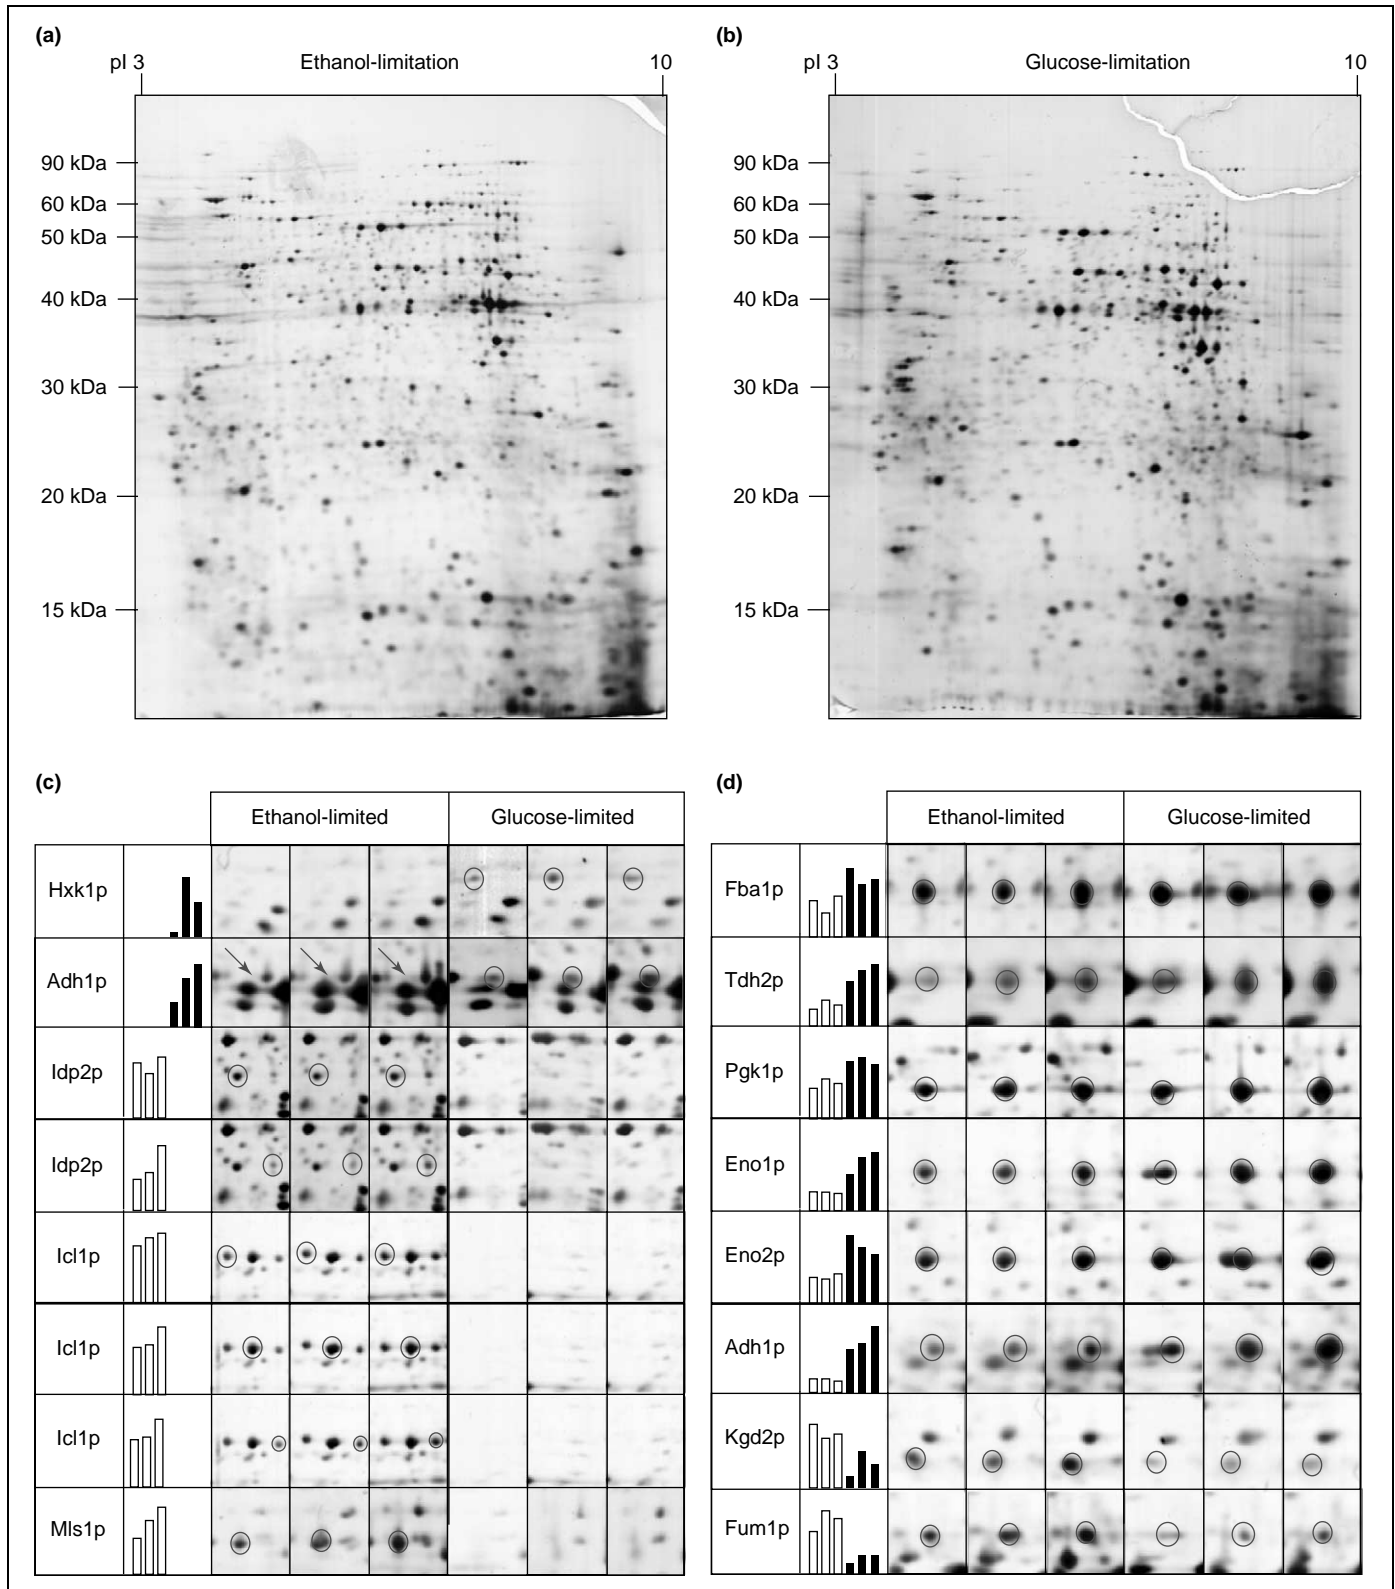 (a)
pI 3 Ethanol-limitation 10
90 kDa
60 kDa
50 kDa
40 kDa
30 kDa
20 kDa
15 kDa
(b)
pI 3 Glucose-limitation 10
90 kDa
60 kDa
50 kDa
40 kDa
30 kDa
20 kDa
15 kDa
(c)
Ethanol-limited Glucose-limited
Hxk1p
Adh1p
Idp2p
Idp2p
Icl1p
Icl1p
Icl1p
Mls1p
(d)
Ethanol-limited Glucose-limited
Fba1p
Tdh2p
Pgk1p
Eno1p
Eno2p
Adh1p
Kgd2p
Fum1p